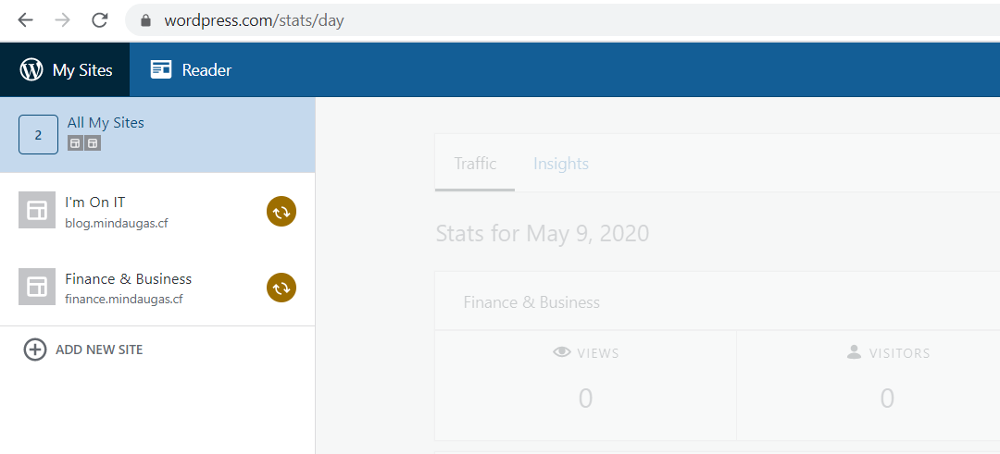 wordpress.com/stats/day
My Sites
Reader
2
All My Sites
I'm On IT
blog.mindaugas.cf
Finance & Business
finance.mindaugas.cf
ADD NEW SITE
Traffic Insights
Stats for May 9, 2020
Finance & Business
VIEWS VISITORS
0 0